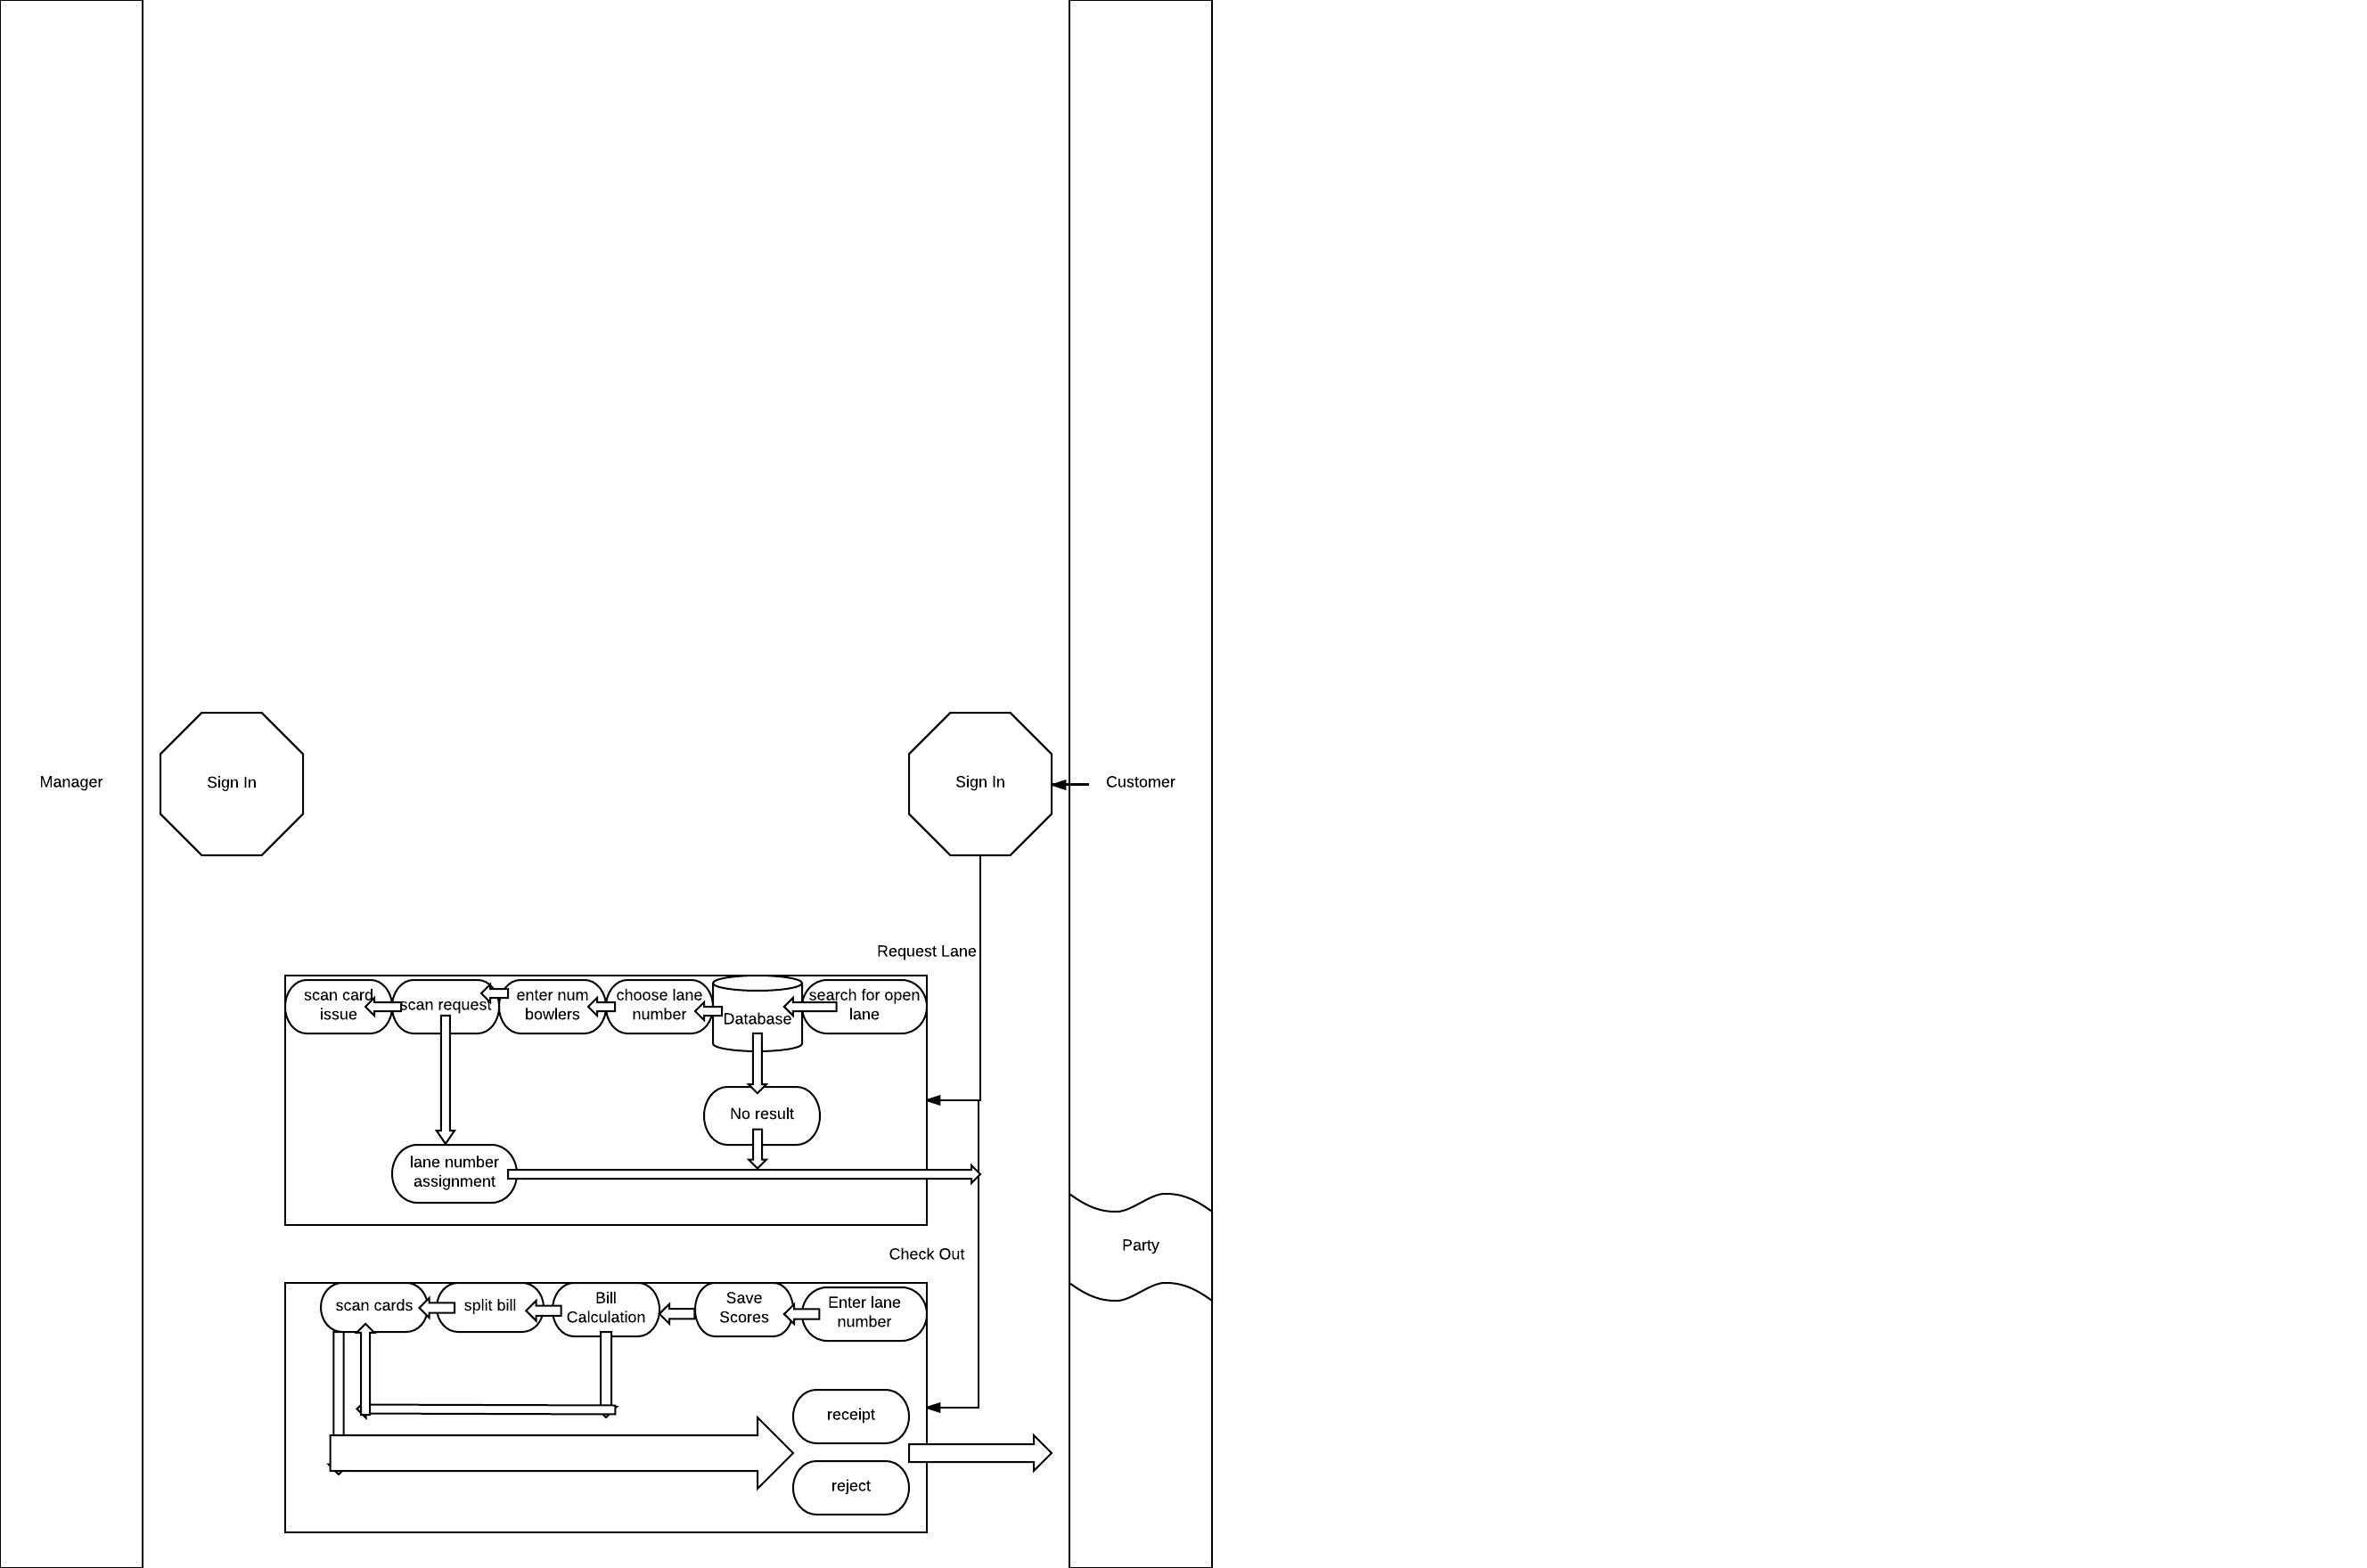 Manager
Sign In
Sign In
Customer
Request Lane
scan card
issue
scan request
enter num
bowlers
choose lane
number
Database
search for open
lane
No result
lane number
assignment
Party
Check Out
scan cards
split bill
Bill
Calculation
Save
Scores
Enter lane
number
receipt
reject